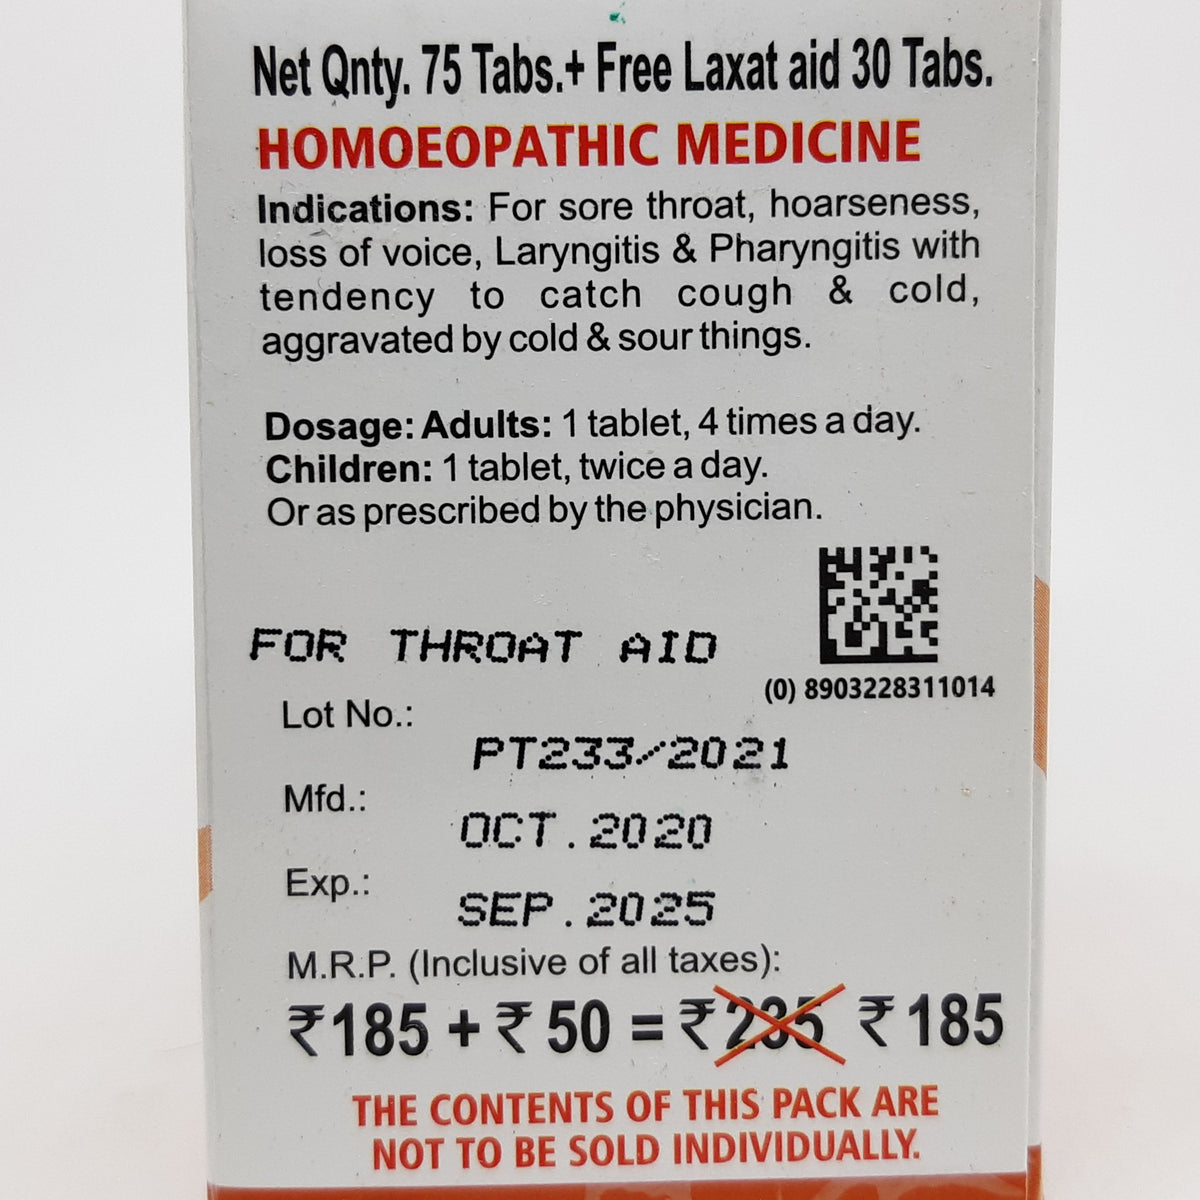 Net Qnty. 75 Tabs.+ Free Laxat aid 30 Tabs.
HOMOEOPATHIC MEDICINE
Indications: For sore throat, hoarseness,
loss of voice, Laryngitis & Pharyngitis with
tendency to catch cough & cold,
aggravated by cold & sour things.
Dosage: Adults: 1 tablet, 4 times a day.
Children: 1 tablet, twice a day.
Or as prescribed by the physician.
FOR THROAT AID
(0) 8903228311014
Lot No.:
PT233/2021
Mfd.:
OCT.2020
Exp.:
SEP.2025
M.R.P. (Inclusive of all taxes):
₹185 + ₹ 50 = ₹235 ₹185
THE CONTENTS OF THIS PACK ARE
NOT TO BE SOLD INDIVIDUALLY.